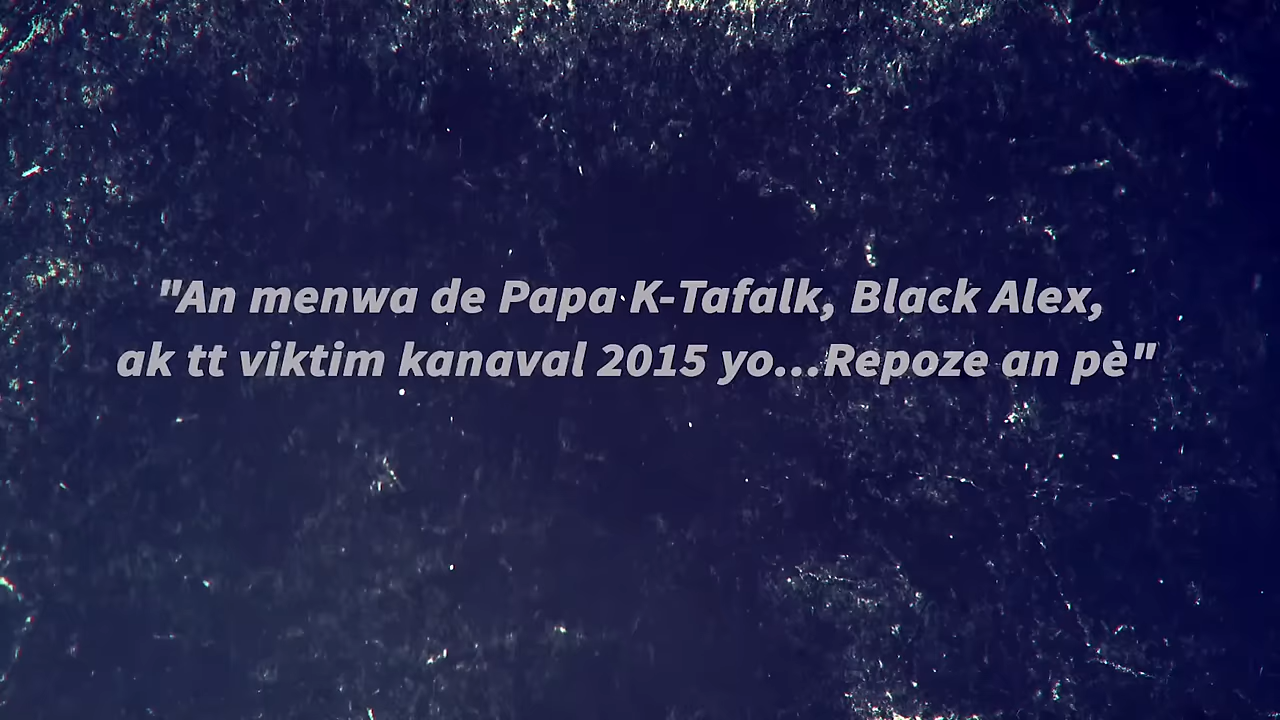 "An menwa de Papa K-Tafalk, Black Alex,
ak tt viktim kanaval 2015 yo...Repoze an pè"